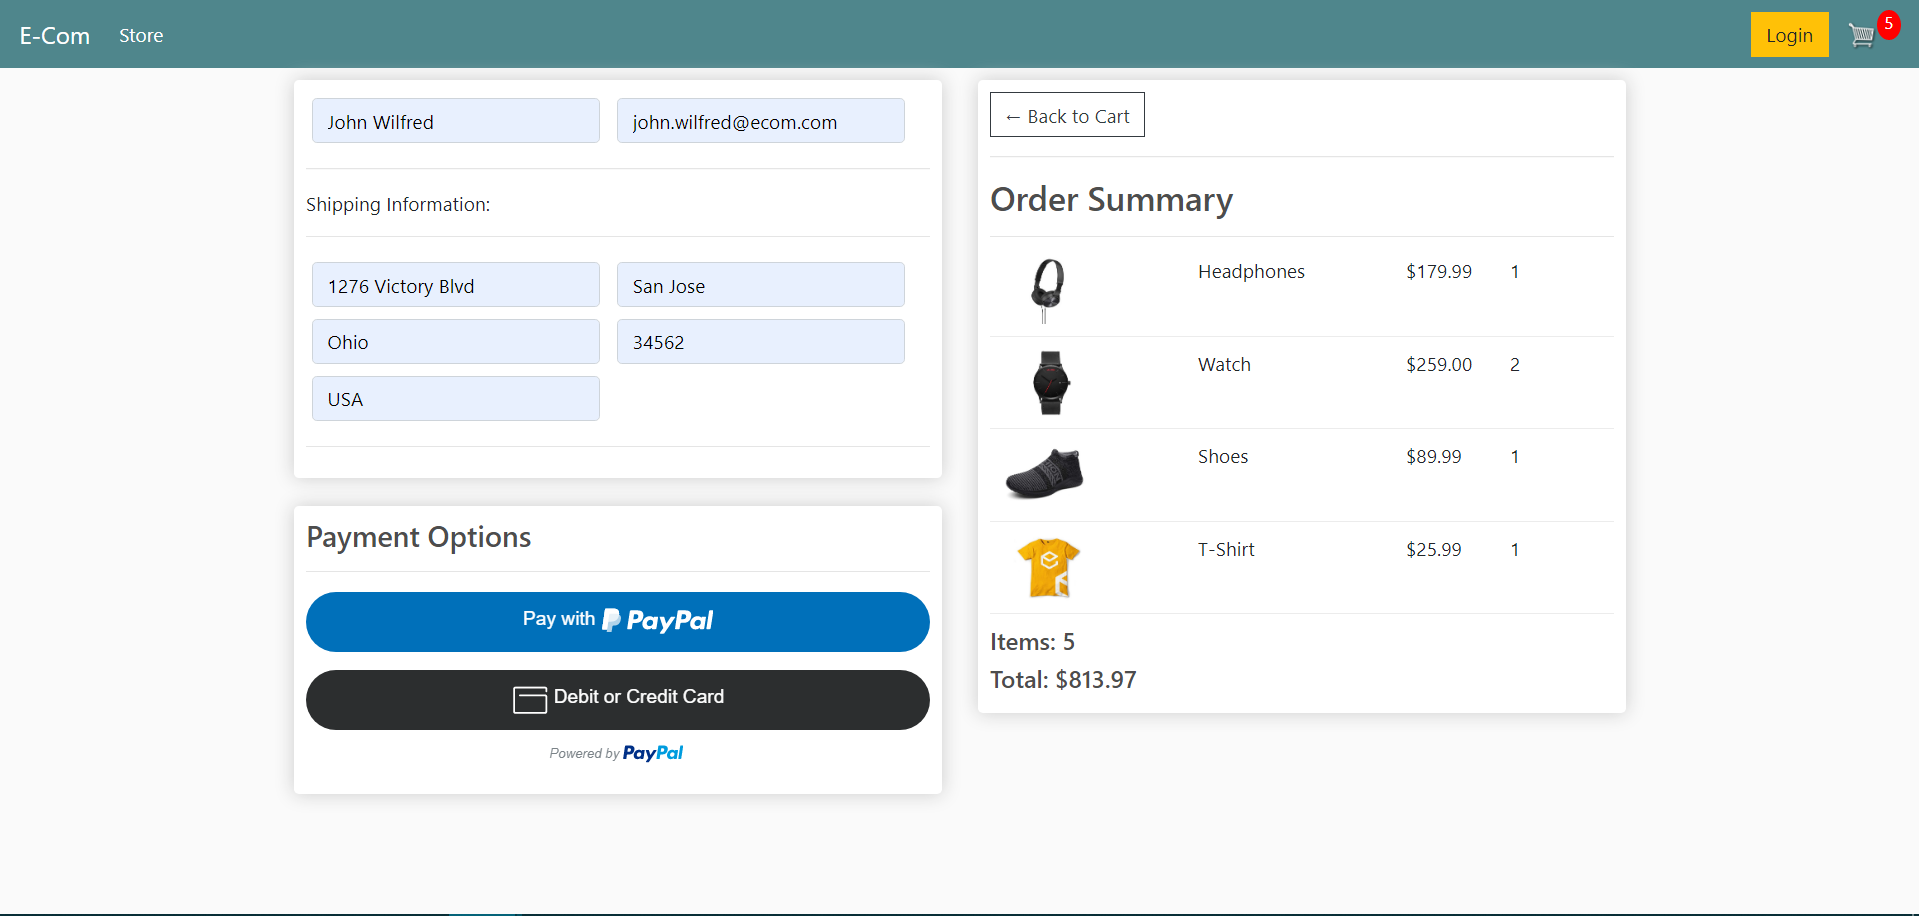 E-Com Store Login 5
John Wilfred john.wilfred@ecom.com
Shipping Information:
1276 Victory Blvd San Jose
Ohio 34562
USA
Payment Options
Pay with PayPal
Debit or Credit Card
Powered by PayPal
← Back to Cart
Order Summary
Headphones $179.99 1
Watch $259.00 2
Shoes $89.99 1
T-Shirt $25.99 1
Items: 5
Total: $813.97